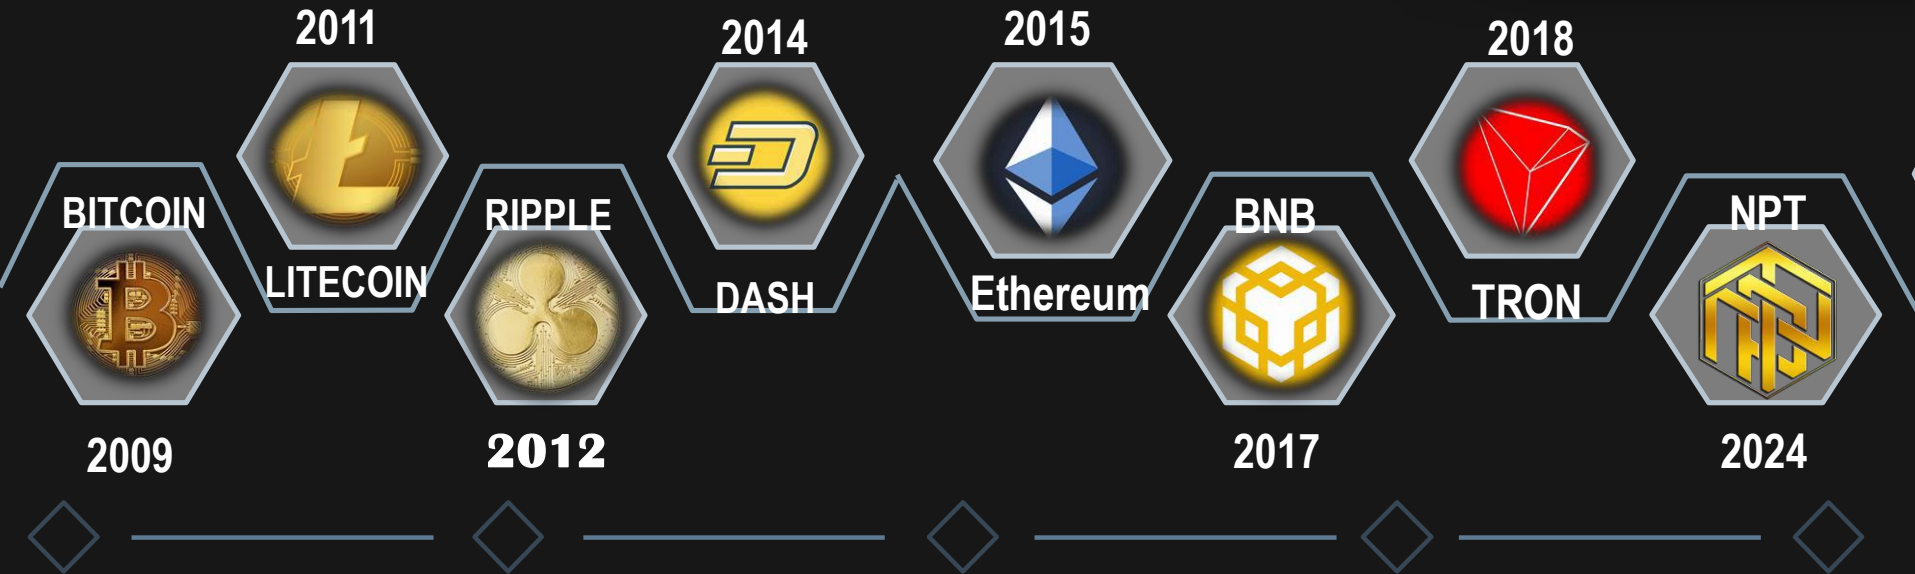 BITCOIN
2009
2011
LITECOIN
RIPPLE
2012
2014
DASH
2015
Ethereum
BNB
2017
2018
TRON
NPT
2024